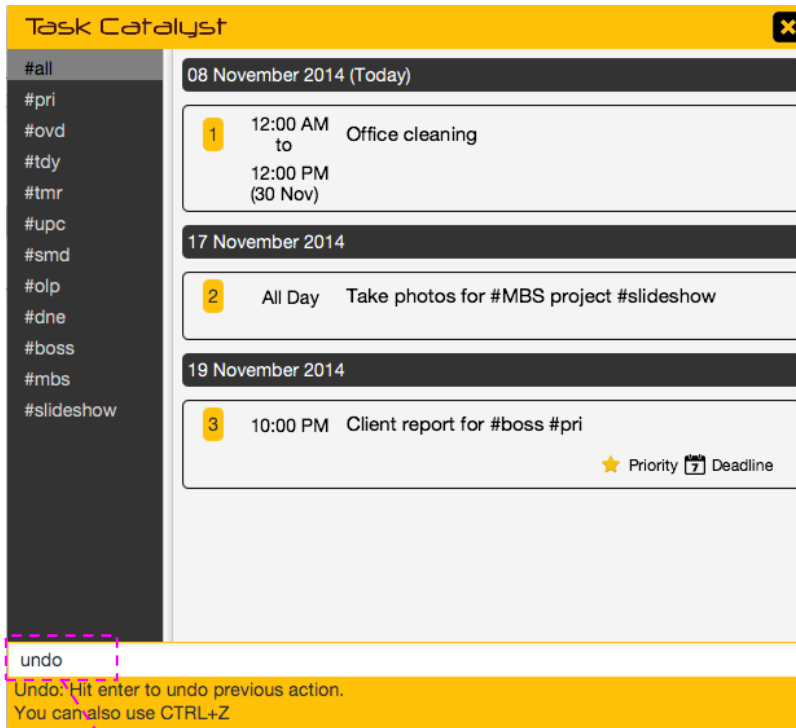 Task Catalyst
#all
#pri
#ovd
#tdy
#tmr
#upc
#smd
#olp
#dne
#boss
#mbs
#slideshow
08 November 2014 (Today)
1
12:00 AM
to
12:00 PM
(30 Nov)
Office cleaning
17 November 2014
2
All Day
Take photos for #MBS project #slideshow
19 November 2014
3
10:00 PM
Client report for #boss #pri
Priority 7 Deadline
undo
Undo: Hit enter to undo previous action.
You can also use CTRL+Z